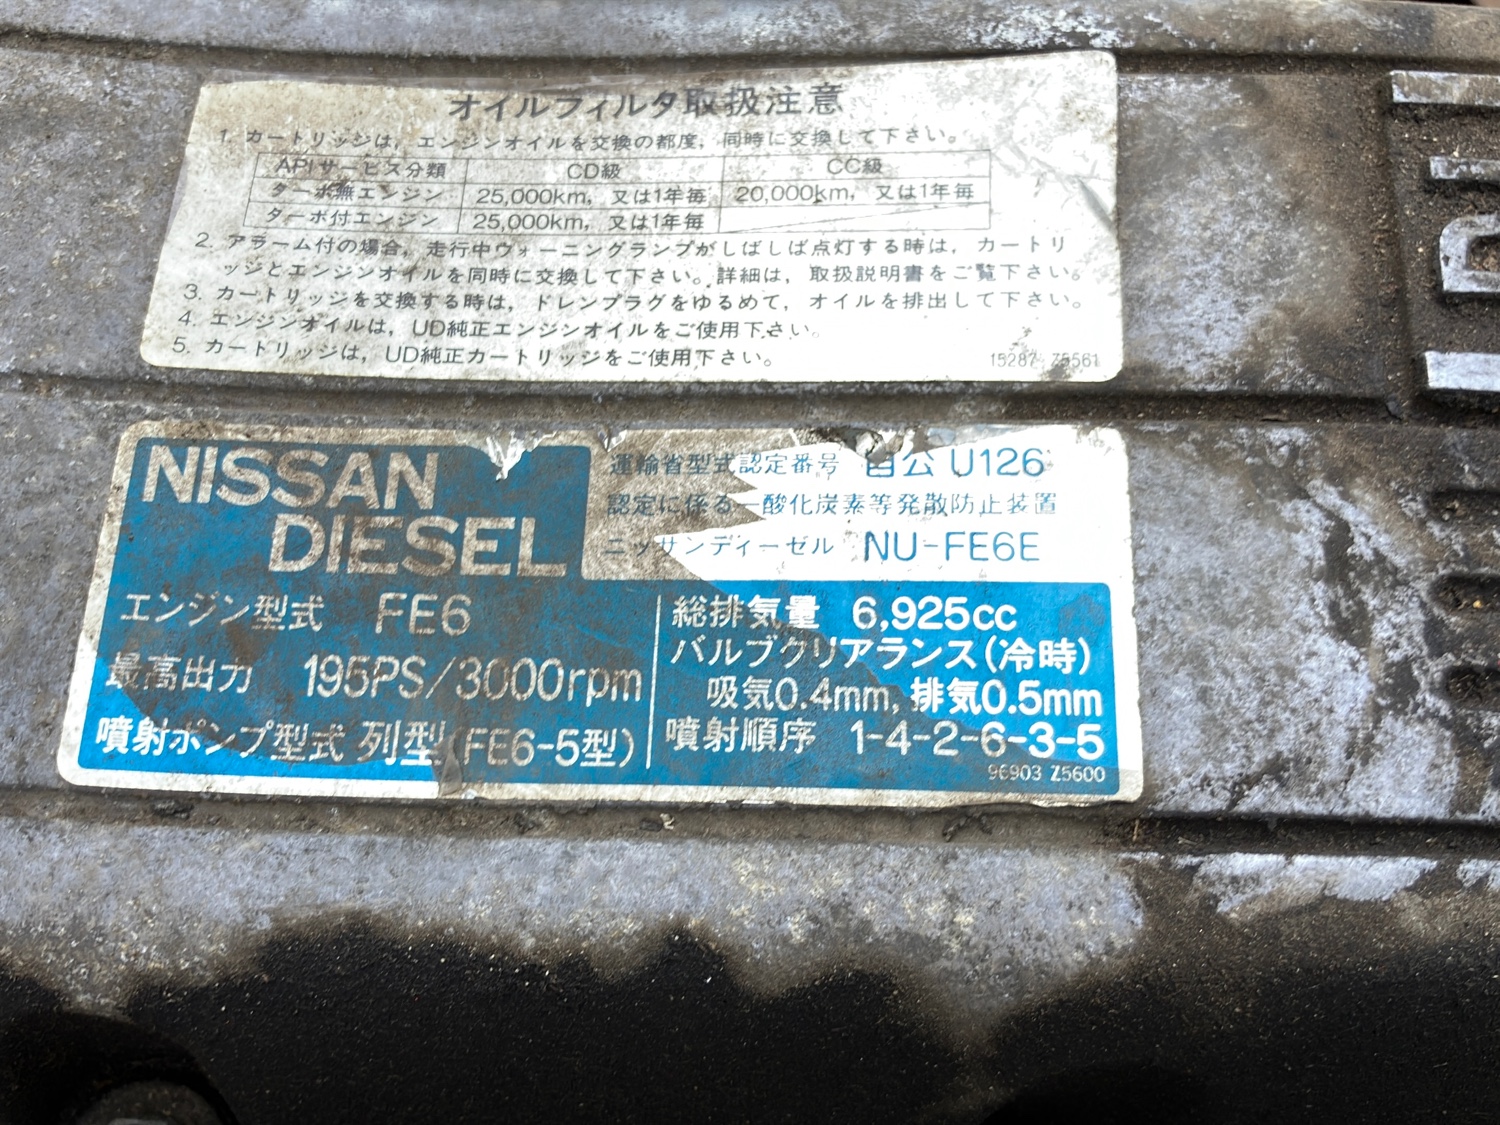 オイルフィルタ取扱注意
1. カートリッジは，エンジンオイルを交換の都度，同時に交換して下さい。
APIサービス分類 CD級 CC級
ターボ無エンジン 25,000km，又は1年毎 20,000km，又は1年毎
ターボ付エンジン 25,000km，又は1年毎
2. アラーム付の場合，走行中ウォーニングランプがしばしば点灯する時は，カートリ
ッジとエンジンオイルを同時に交換して下さい。詳細は，取扱説明書をご覧下さい。
3. カートリッジを交換する時は，ドレンプラグをゆるめて，オイルを排出して下さい。
4. エンジンオイルは，UD純正エンジンオイルをご使用下さい。
5. カートリッジは，UD純正カートリッジをご使用下さい。
15287 Z5561
NISSAN
DIESEL
運輸省型式認定番号 自公 U126
認定に係る一酸化炭素等発散防止装置
ニッサンディーゼル NU-FE6E
エンジン型式 FE6
最高出力 195PS/3000rpm
噴射ポンプ型式 列型(FE6-5型)
総排気量 6,925cc
バルブクリアランス(冷時)
吸気0.4mm, 排気0.5mm
噴射順序 1-4-2-6-3-5
96903 Z5600